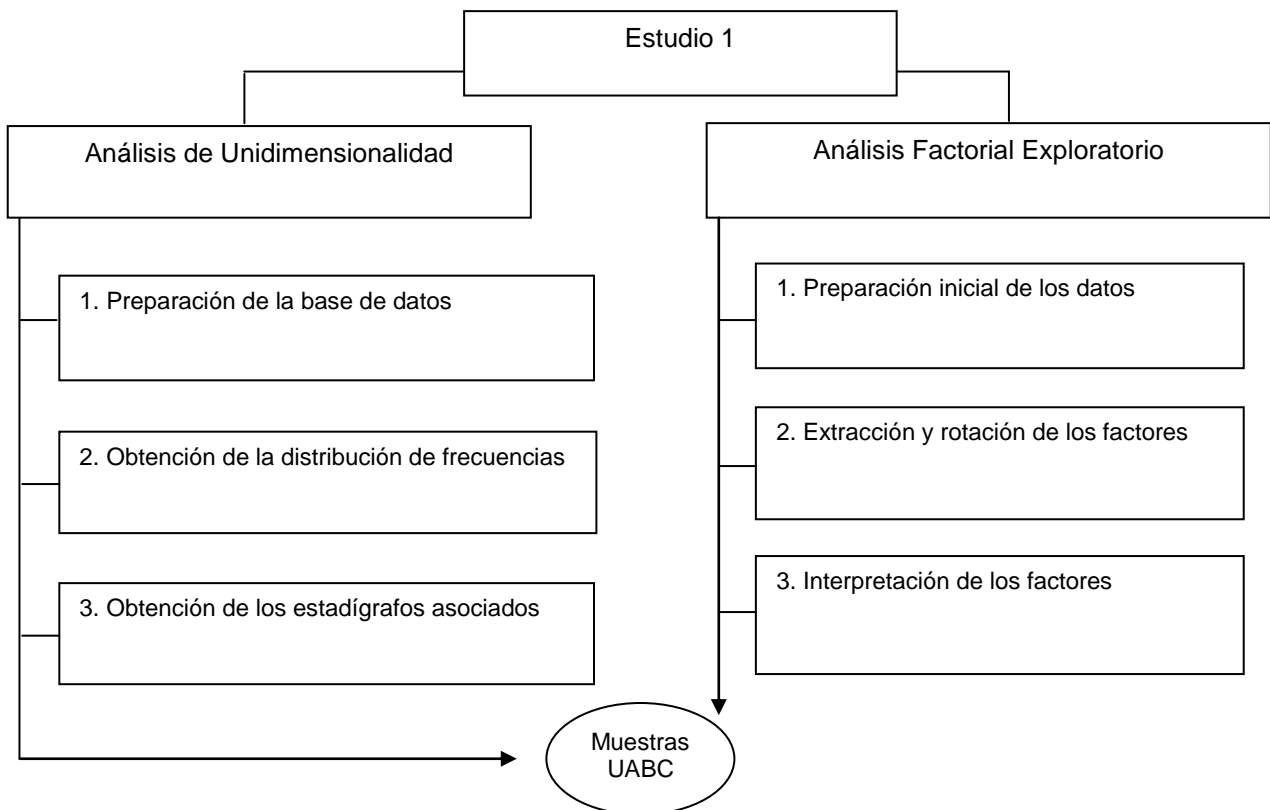 Estudio 1
Análisis de Unidimensionalidad
1. Preparación de la base de datos
2. Obtención de la distribución de frecuencias
3. Obtención de los estadígrafos asociados
Análisis Factorial Exploratorio
1. Preparación inicial de los datos
2. Extracción y rotación de los factores
3. Interpretación de los factores
Muestras
UABC